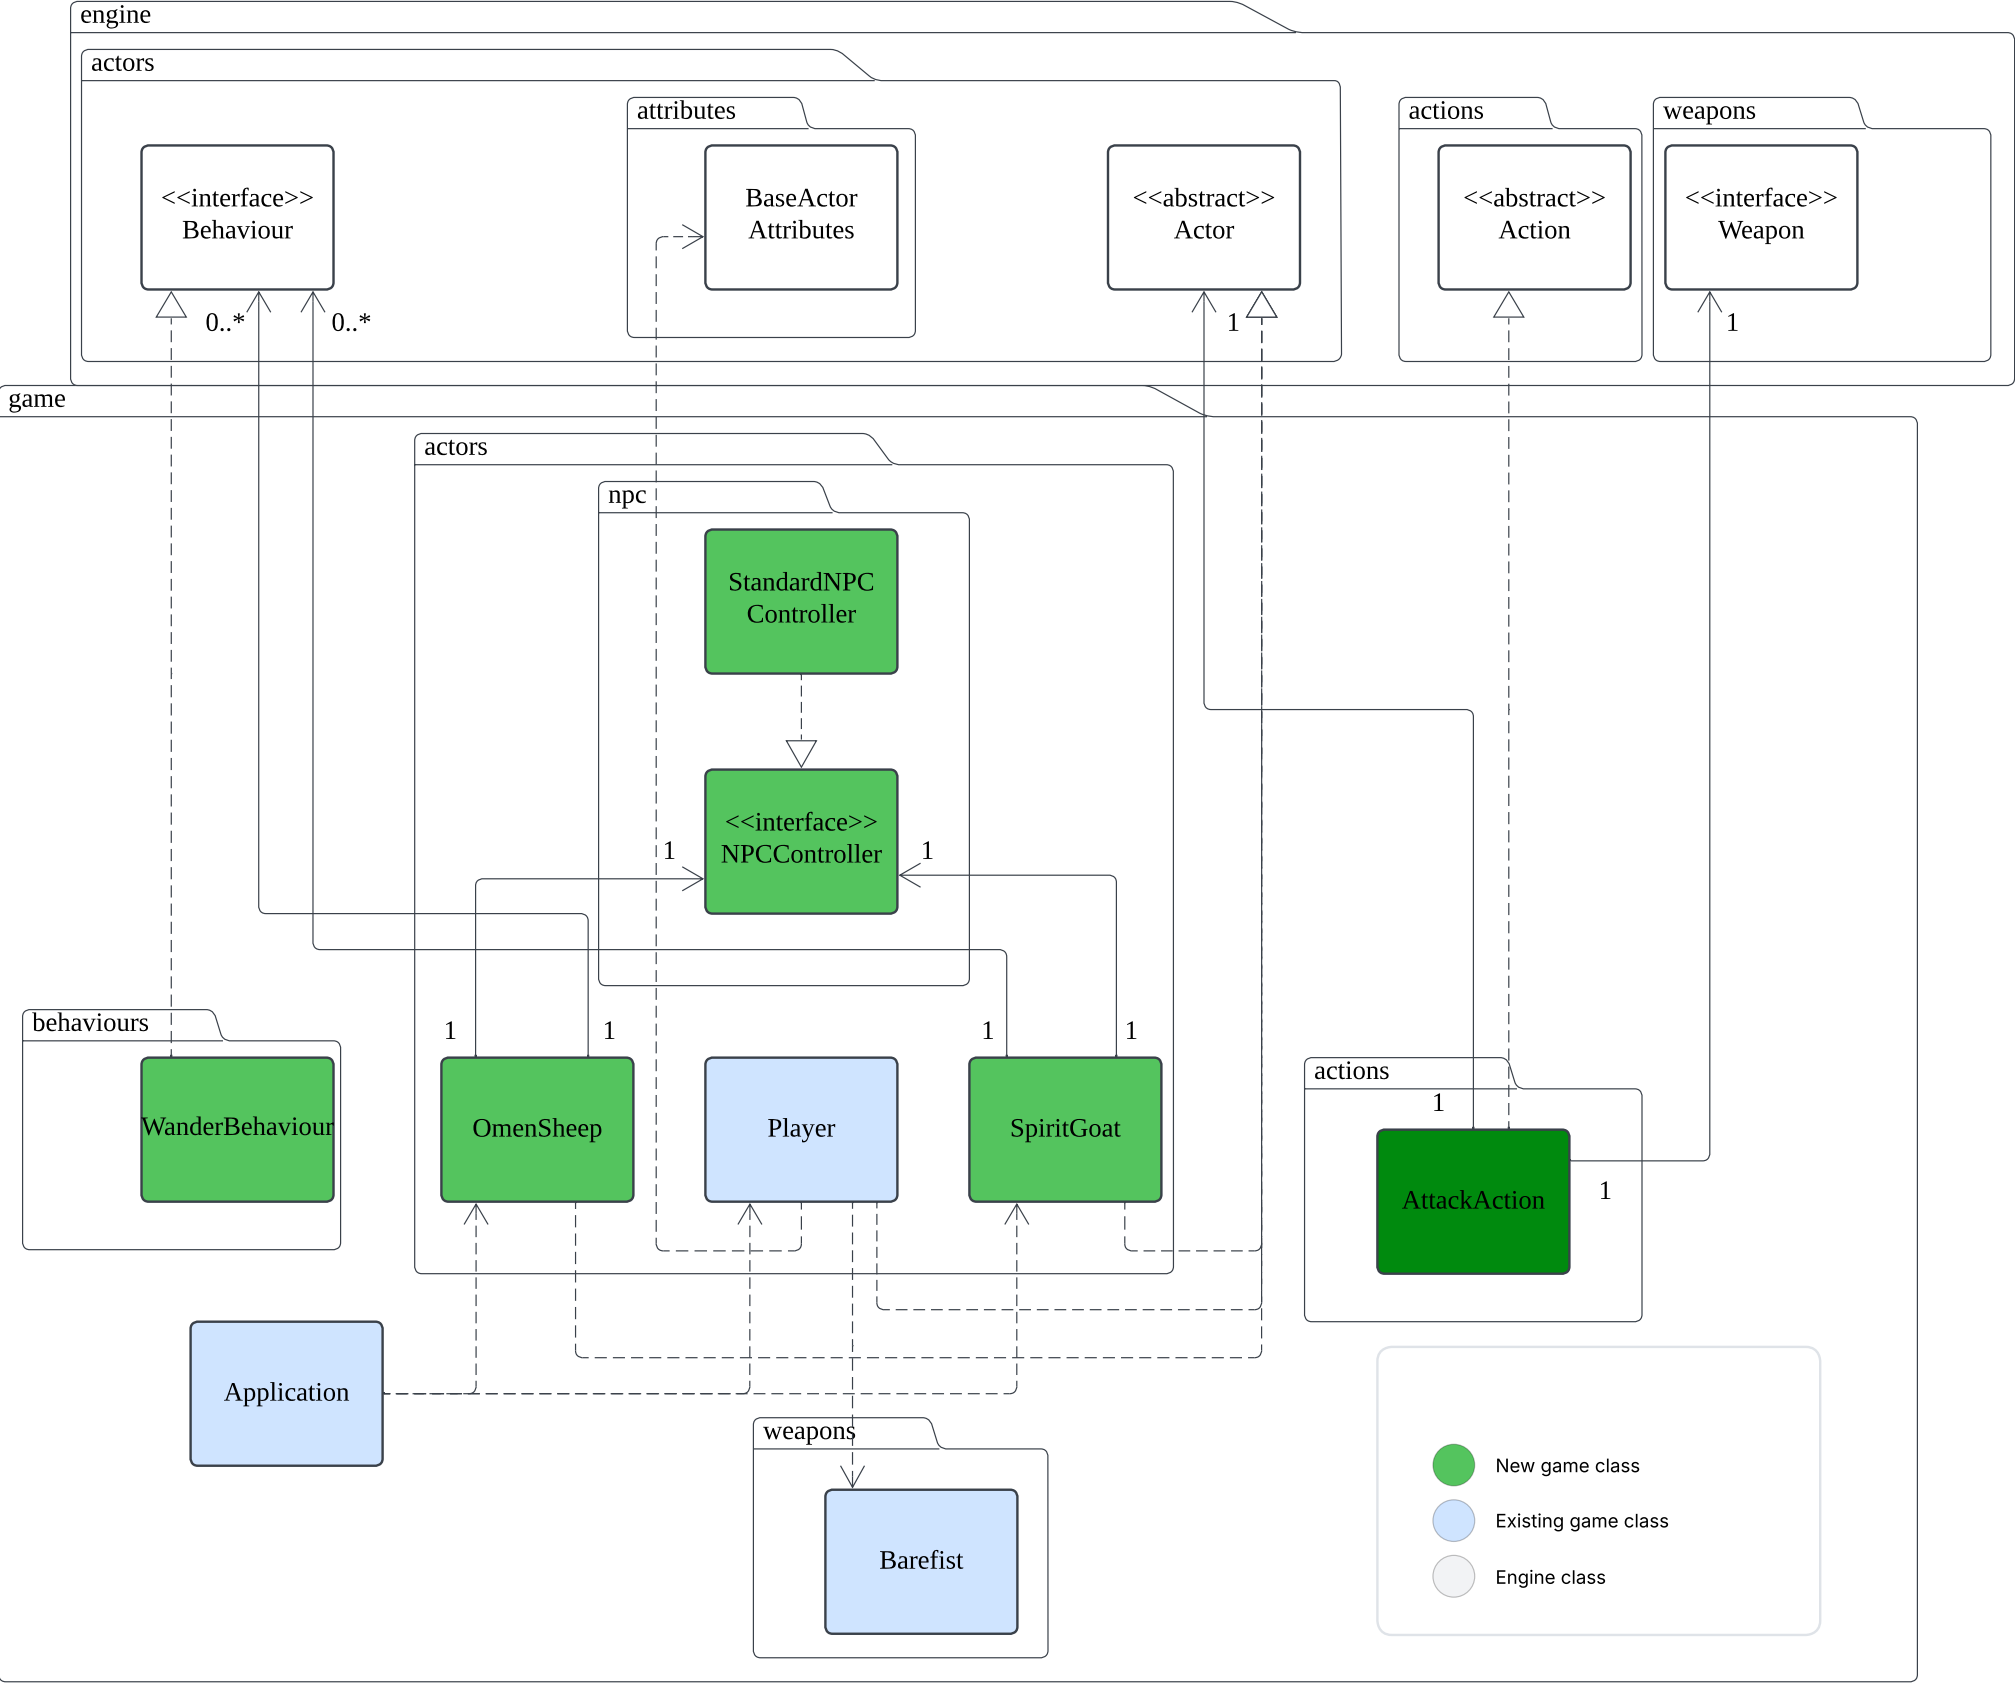 engine
actors
attributes
actions
weapons
<<interface>>
Behaviour
BaseActor
Attributes
<<abstract>>
Actor
<<abstract>>
Action
<<interface>>
Weapon
0..*
0..*
1
1
game
actors
npc
StandardNPC
Controller
<<interface>>
NPCController
1
1
behaviours
1
1
1
1
WanderBehaviour
OmenSheep
Player
SpiritGoat
actions
1
AttackAction
1
Application
weapons
Barefist
New game class
Existing game class
Engine class